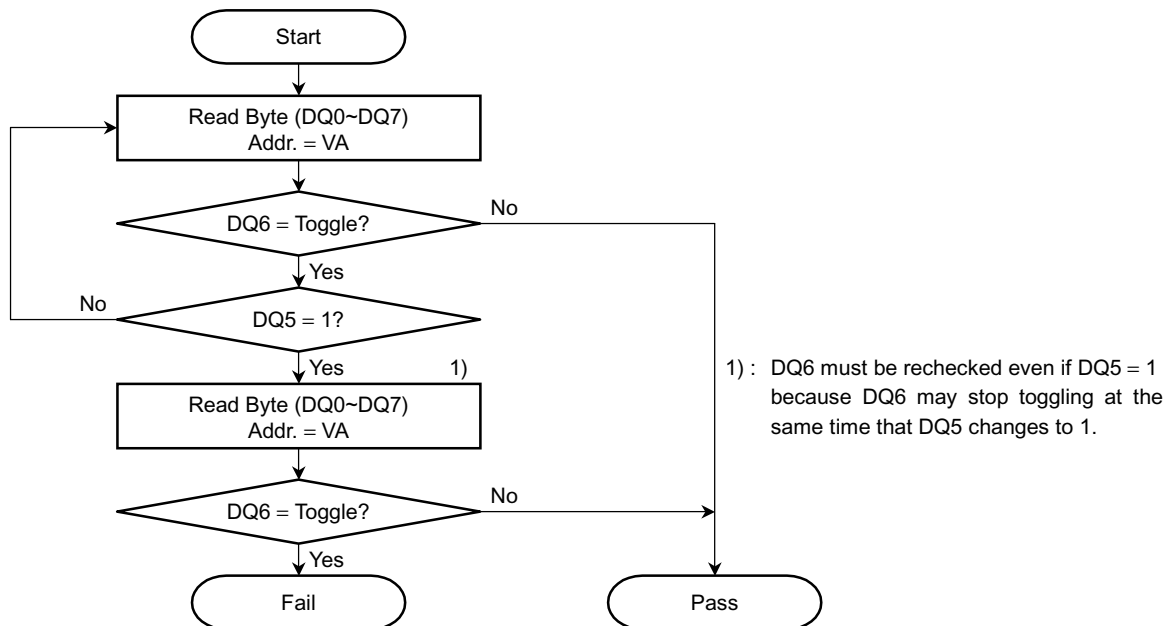 Start
Read Byte (DQ0~DQ7)
Addr. = VA
DQ6 = Toggle?
No
Yes
No
DQ5 = 1?
Yes
1)
Read Byte (DQ0~DQ7)
Addr. = VA
1) : DQ6 must be rechecked even if DQ5 = 1
because DQ6 may stop toggling at the
same time that DQ5 changes to 1.
DQ6 = Toggle?
No
Yes
Fail
Pass